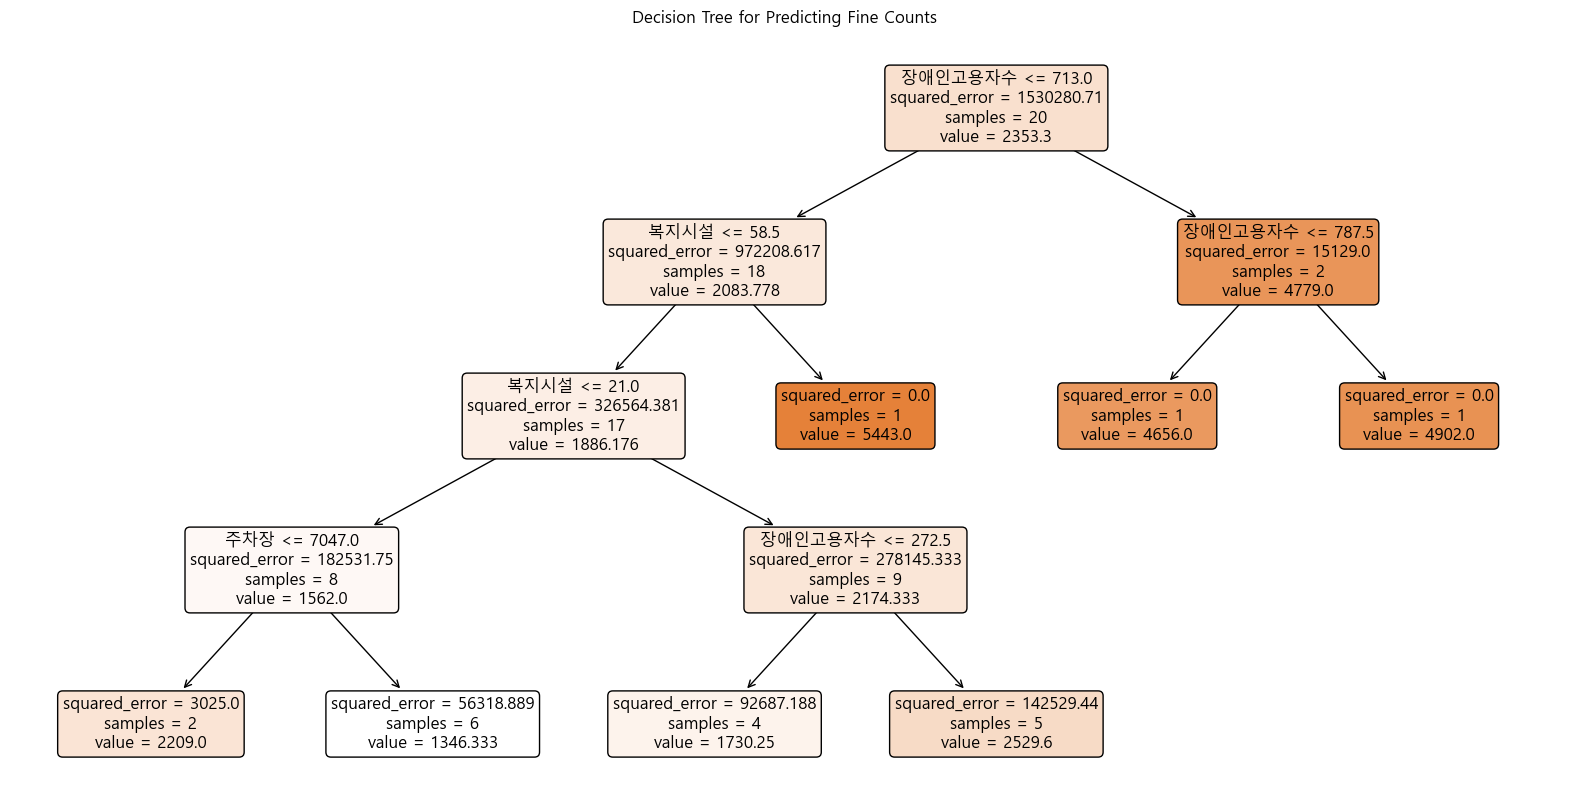 Decision Tree for Predicting Fine Counts
장애인고용자수 <= 713.0
squared_error = 1530280.71
samples = 20
value = 2353.3
복지시설 <= 58.5
squared_error = 972208.617
samples = 18
value = 2083.778
장애인고용자수 <= 787.5
squared_error = 15129.0
samples = 2
value = 4779.0
복지시설 <= 21.0
squared_error = 326564.381
samples = 17
value = 1886.176
squared_error = 0.0
samples = 1
value = 5443.0
squared_error = 0.0
samples = 1
value = 4656.0
squared_error = 0.0
samples = 1
value = 4902.0
주차장 <= 7047.0
squared_error = 182531.75
samples = 8
value = 1562.0
장애인고용자수 <= 272.5
squared_error = 278145.333
samples = 9
value = 2174.333
squared_error = 3025.0
samples = 2
value = 2209.0
squared_error = 56318.889
samples = 6
value = 1346.333
squared_error = 92687.188
samples = 4
value = 1730.25
squared_error = 142529.44
samples = 5
value = 2529.6